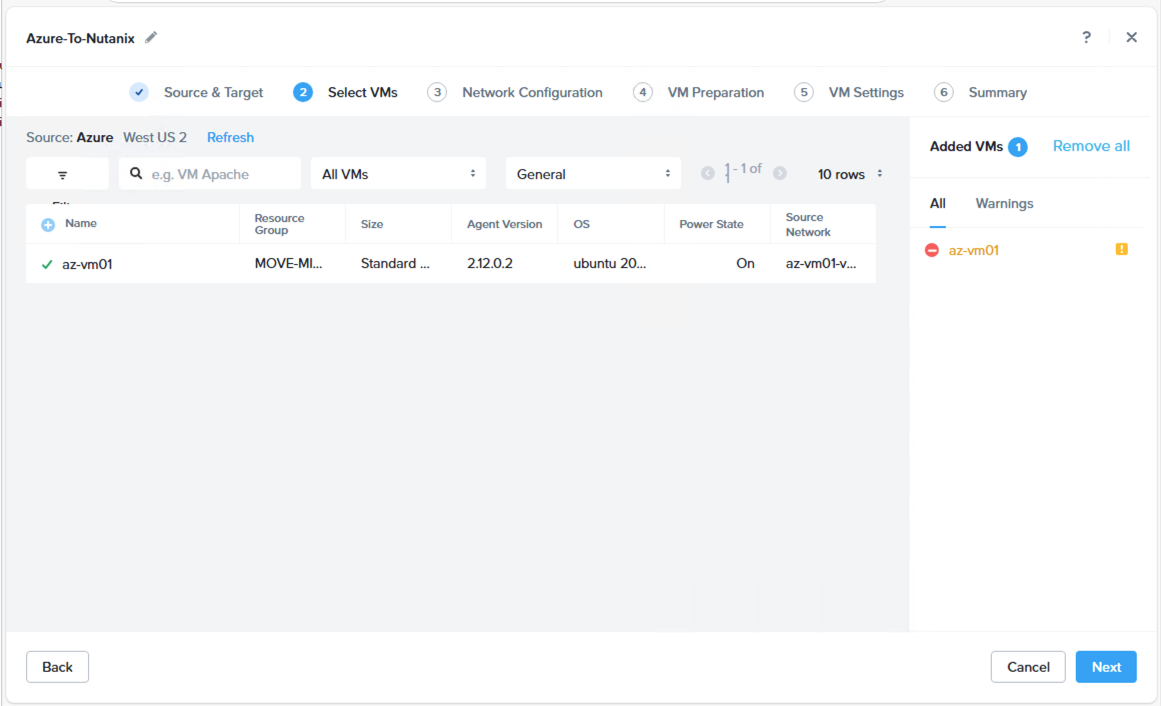 Azure-To-Nutanix
?
Source & Target 2 Select VMs 3 Network Configuration 4 VM Preparation 5 VM Settings 6 Summary
Source: Azure West US 2 Refresh
e.g. VM Apache All VMs General 1 - 1 of 10 rows
Name Resource Group Size Agent Version OS Power State Source Network
az-vm01 MOVE-MI... Standard ... 2.12.0.2 ubuntu 20... On az-vm01-v...
Added VMs 1 Remove all
All Warnings
az-vm01 !
Back Cancel Next